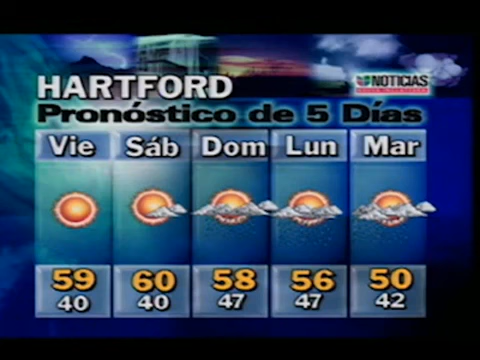 HARTFORD
NOTICIAS
Pronóstico de 5 Días
Vie Sáb Dom Lun Mar
59 60 58 56 50
40 40 47 47 42